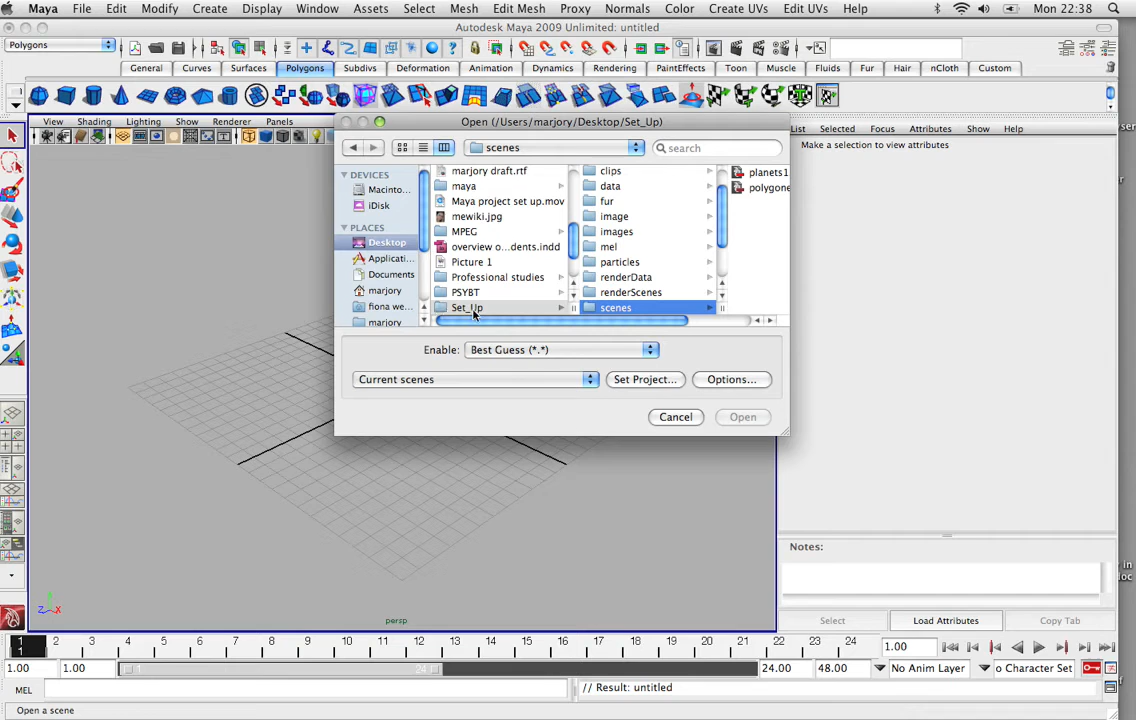 Maya File Edit Modify Create Display Window Assets Select Mesh Edit Mesh Proxy Normals Color Create UVs Edit UVs Help Mon 22:38
Autodesk Maya 2009 Unlimited: untitled
Polygons
General Curves Surfaces Polygons Subdivs Deformation Animation Dynamics Rendering PaintEffects Toon Muscle Fluids Fur Hair nCloth Custom
View Shading Lighting Show Renderer Panels
Open (/Users/marjory/Desktop/Set_Up)
List Selected Focus Attributes Show Help
Make a selection view attributes
scenes
search
DEVICES
Macinto...
iDisk
PLACES
Desktop
Applicati...
Documents
marjory
fiona we...
marjory
marjory draft.rtf
maya
Maya project set up.mov
mewiki.jpg
MPEG
overview o...dents.indd
Picture 1
Professional studies
PSYBT
Set_Up
clips
data
fur
image
images
mel
particles
renderData
renderScenes
scenes
planets1
polygone
Enable: Best Guess (*.*)
Current scenes Set Project... Options...
Cancel Open
Notes:
z x
persp
Select Load Attributes Copy Tab
1 2 3 4 5 6 7 8 9 10 11 12 13 14 15 16 17 18 19 20 21 22 23 24 1.00
1
1.00 1.00 1 24 24.00 48.00 No Anim Layer o Character Set
MEL // Result: untitled
Open a scene